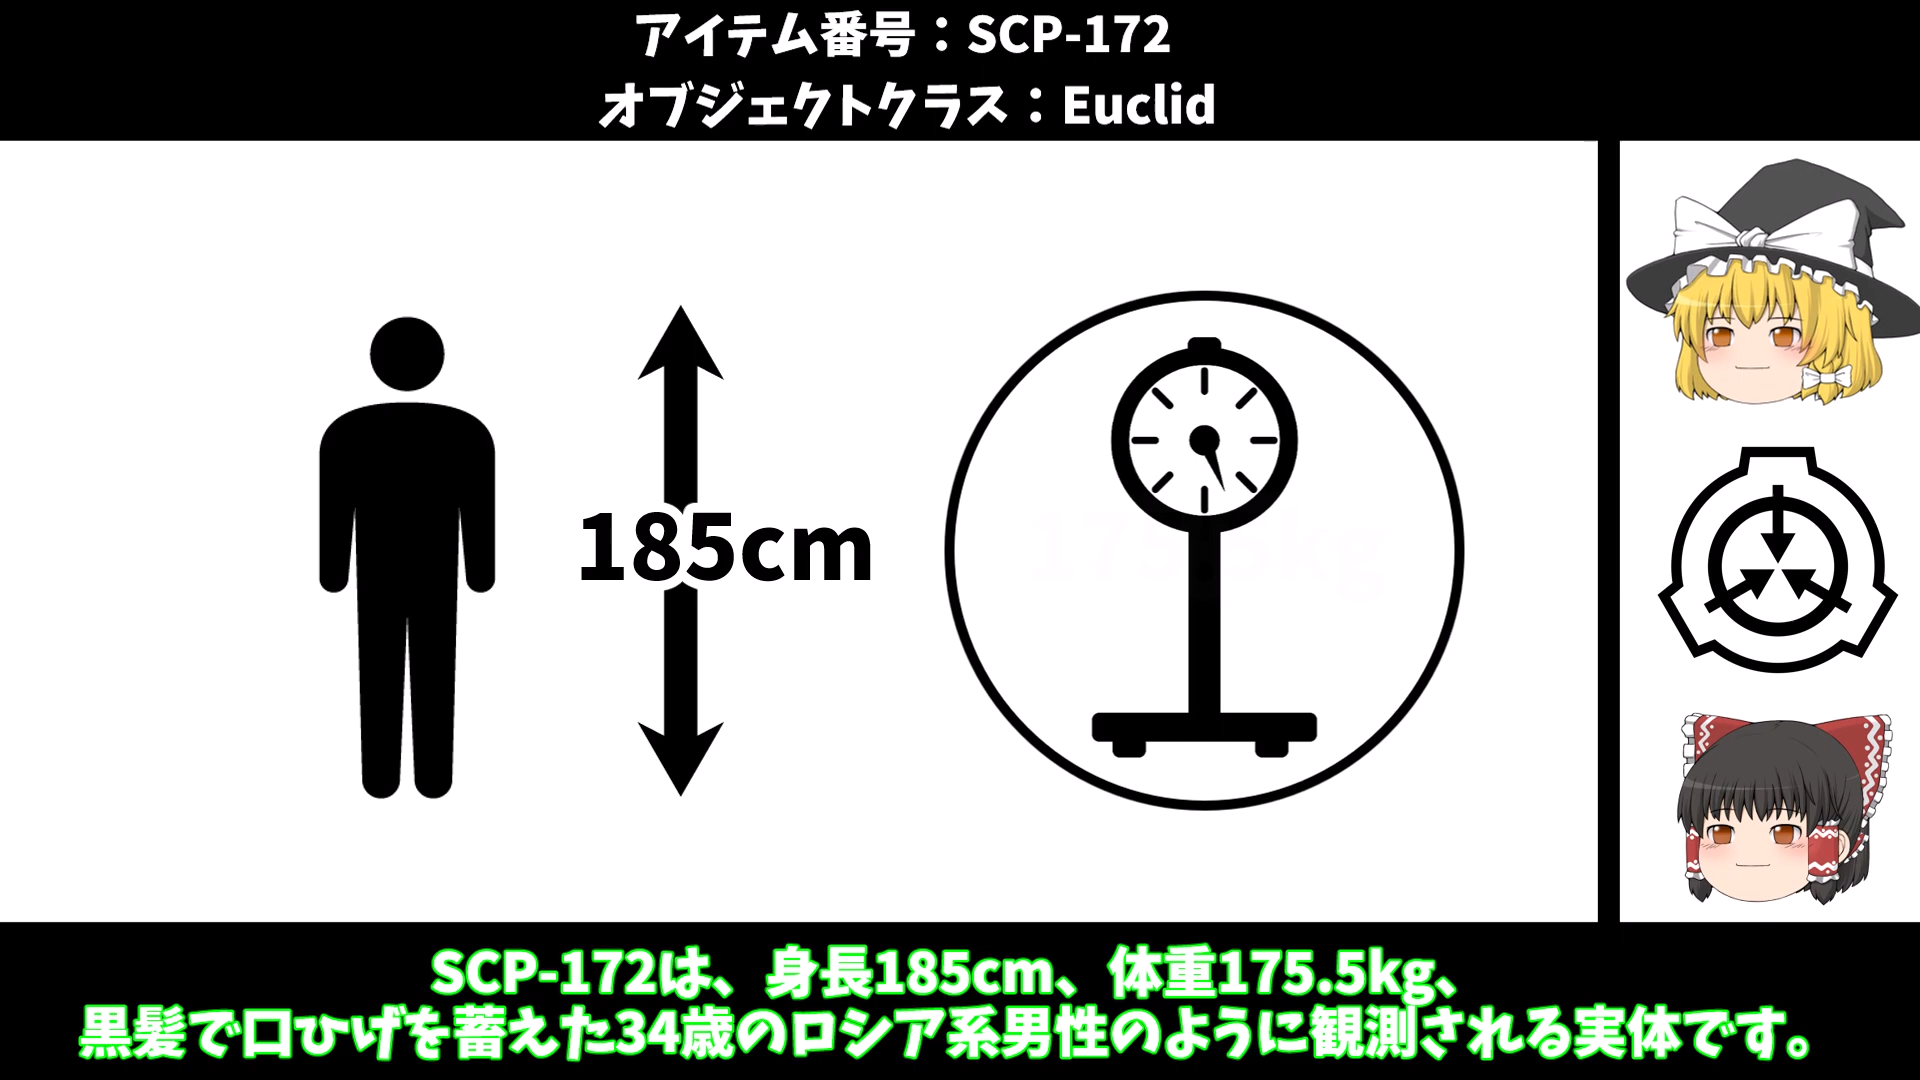 アイテム番号：SCP-172
オブジェクトクラス：Euclid
185cm
SCP-172は、身長185cm、体重175.5kg、
黒髪で口ひげを蓄えた34歳のロシア系男性のように観測される実体です。